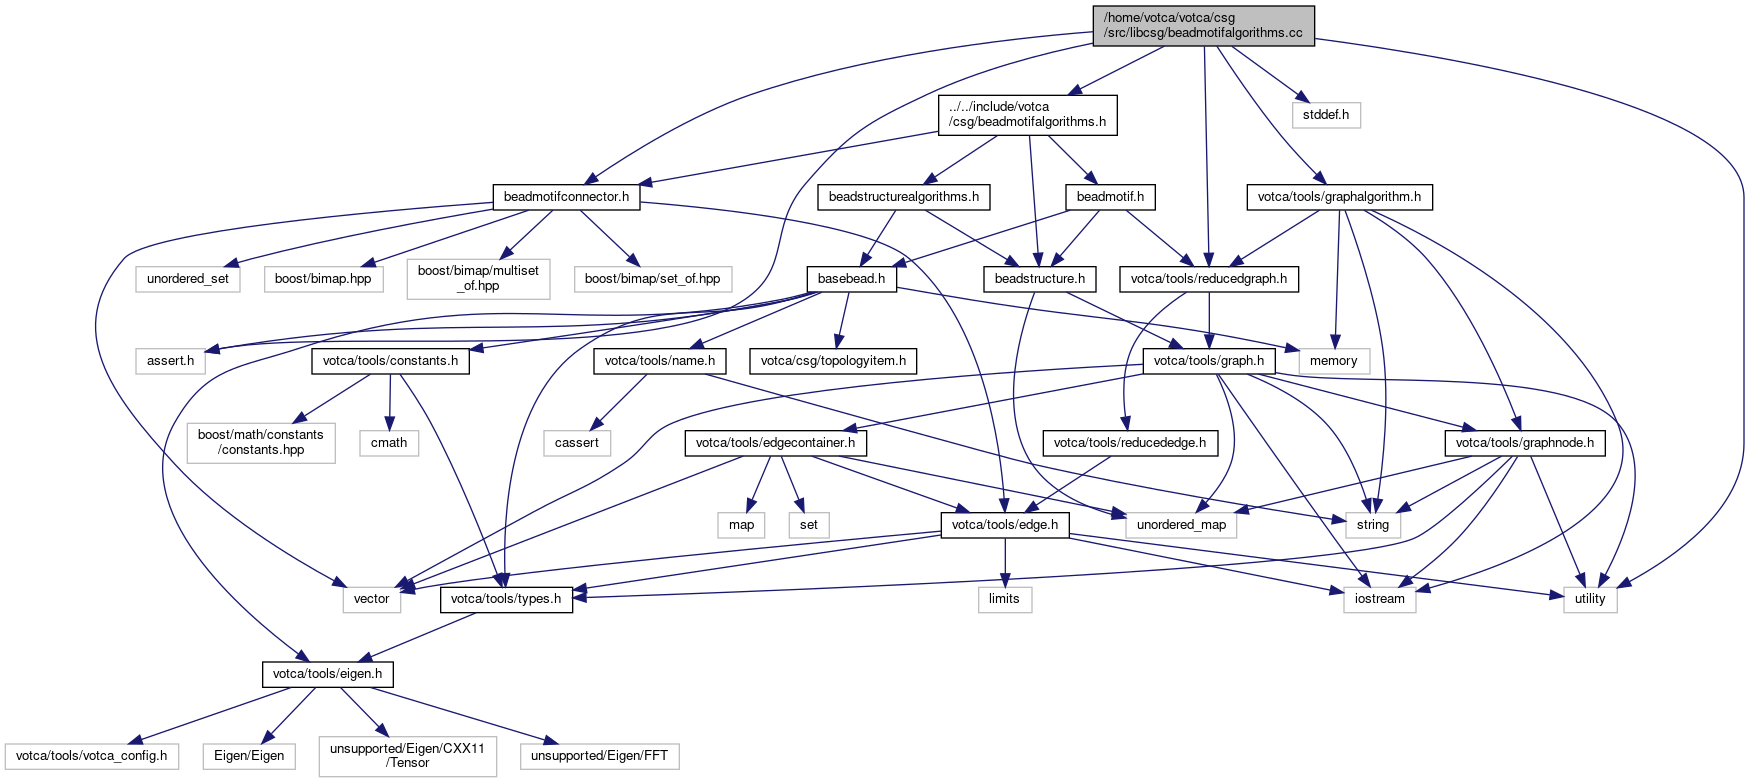 /home/votca/votca/csg
/src/libcsg/beadmotifalgorithms.cc
../../include/votca
/csg/beadmotifalgorithms.h
stddef.h
beadmotifconnector.h
beadstructurealgorithms.h
beadmotif.h
votca/tools/graphalgorithm.h
unordered_set
boost/bimap.hpp
boost/bimap/multiset
_of.hpp
boost/bimap/set_of.hpp
basebead.h
beadstructure.h
votca/tools/reducedgraph.h
assert.h
votca/tools/constants.h
votca/tools/name.h
votca/csg/topologyitem.h
votca/tools/graph.h
memory
boost/math/constants
/constants.hpp
cmath
cassert
votca/tools/edgecontainer.h
votca/tools/reducededge.h
votca/tools/graphnode.h
map
set
votca/tools/edge.h
unordered_map
string
vector
votca/tools/types.h
limits
iostream
utility
votca/tools/eigen.h
votca/tools/votca_config.h
Eigen/Eigen
unsupported/Eigen/CXX11
/Tensor
unsupported/Eigen/FFT